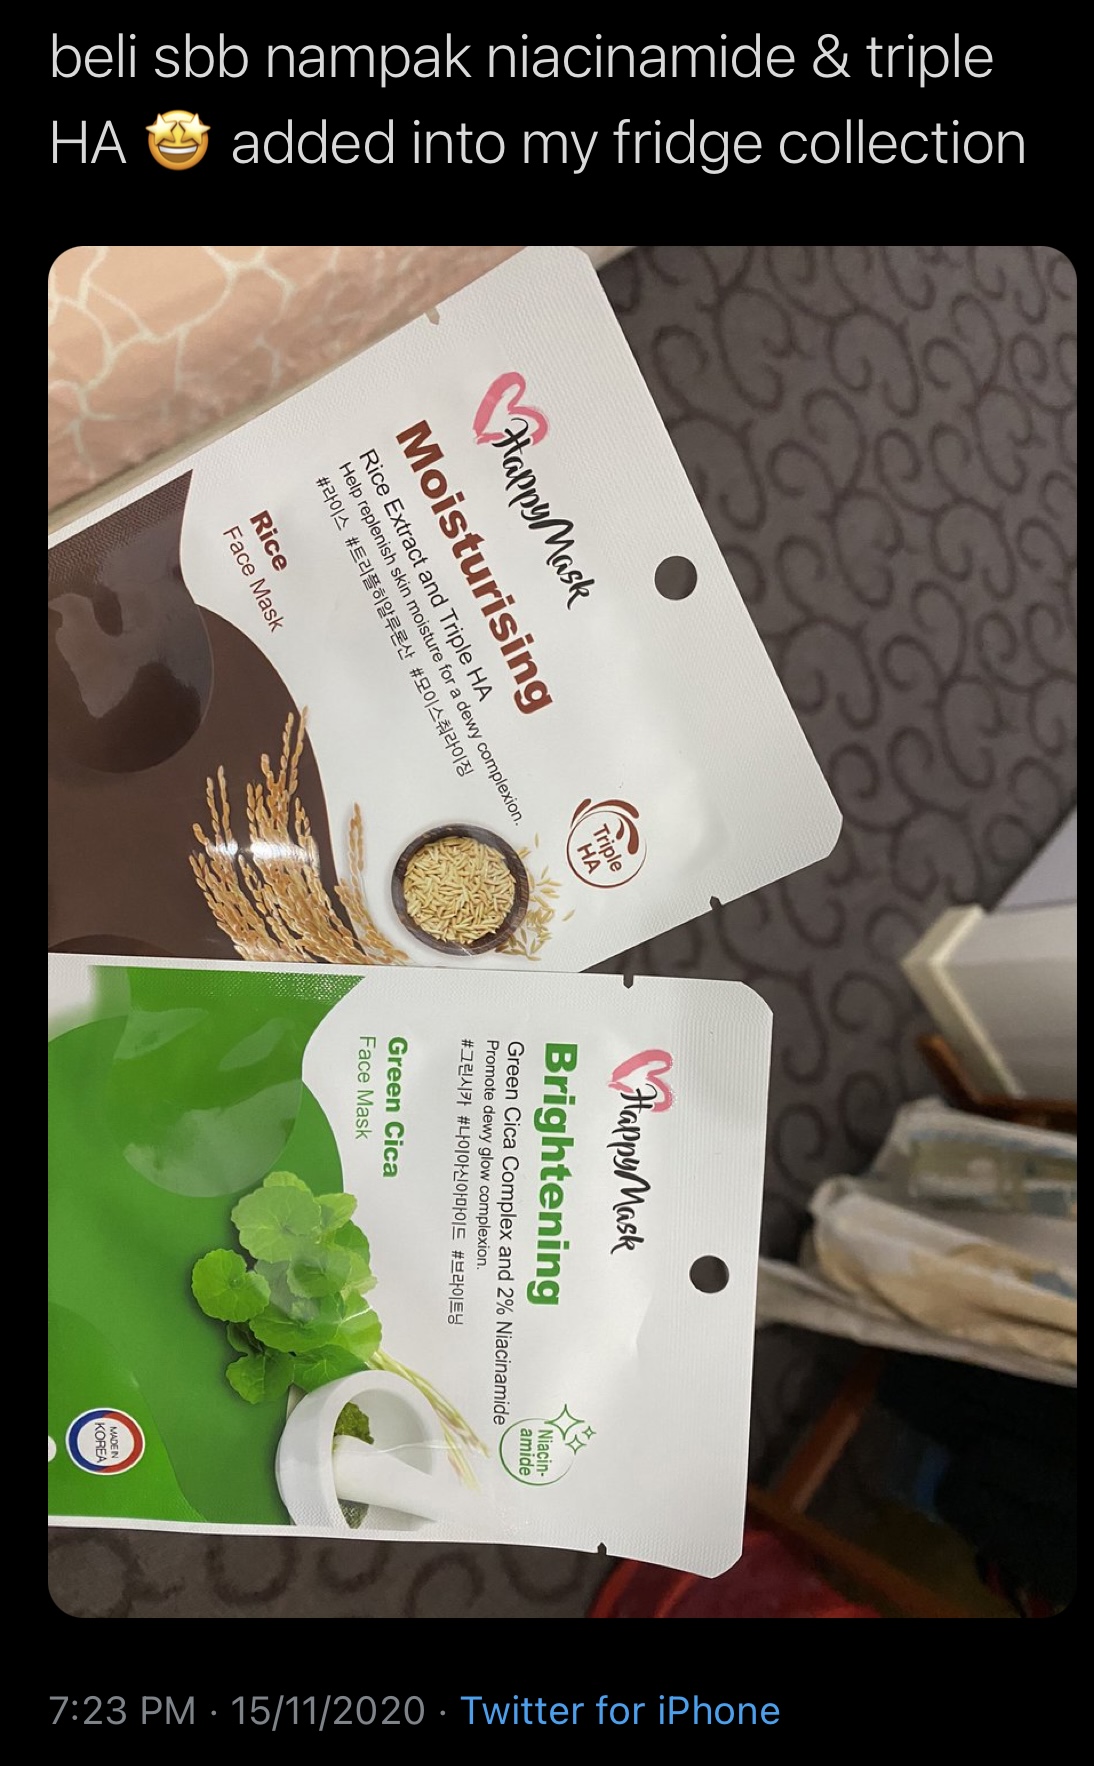 beli sbb nampak niacinamide & triple
HA 🤩 added into my fridge collection
HappyMask
Moisturising
Rice Extract and Triple HA
Help replenish skin moisture for a dewy complexion.
#라이스 #트리플히알루론산 #모이스춰라이징
Rice
Face Mask
Triple
HA
HappyMask
Brightening
Green Cica Complex and 2% Niacinamide
Promote dewy glow complexion.
#그린시카 #나이아신아마이드 #브라이트닝
Green Cica
Face Mask
Niacin-
amide
MADE IN
KOREA
7:23 PM · 15/11/2020 · Twitter for iPhone